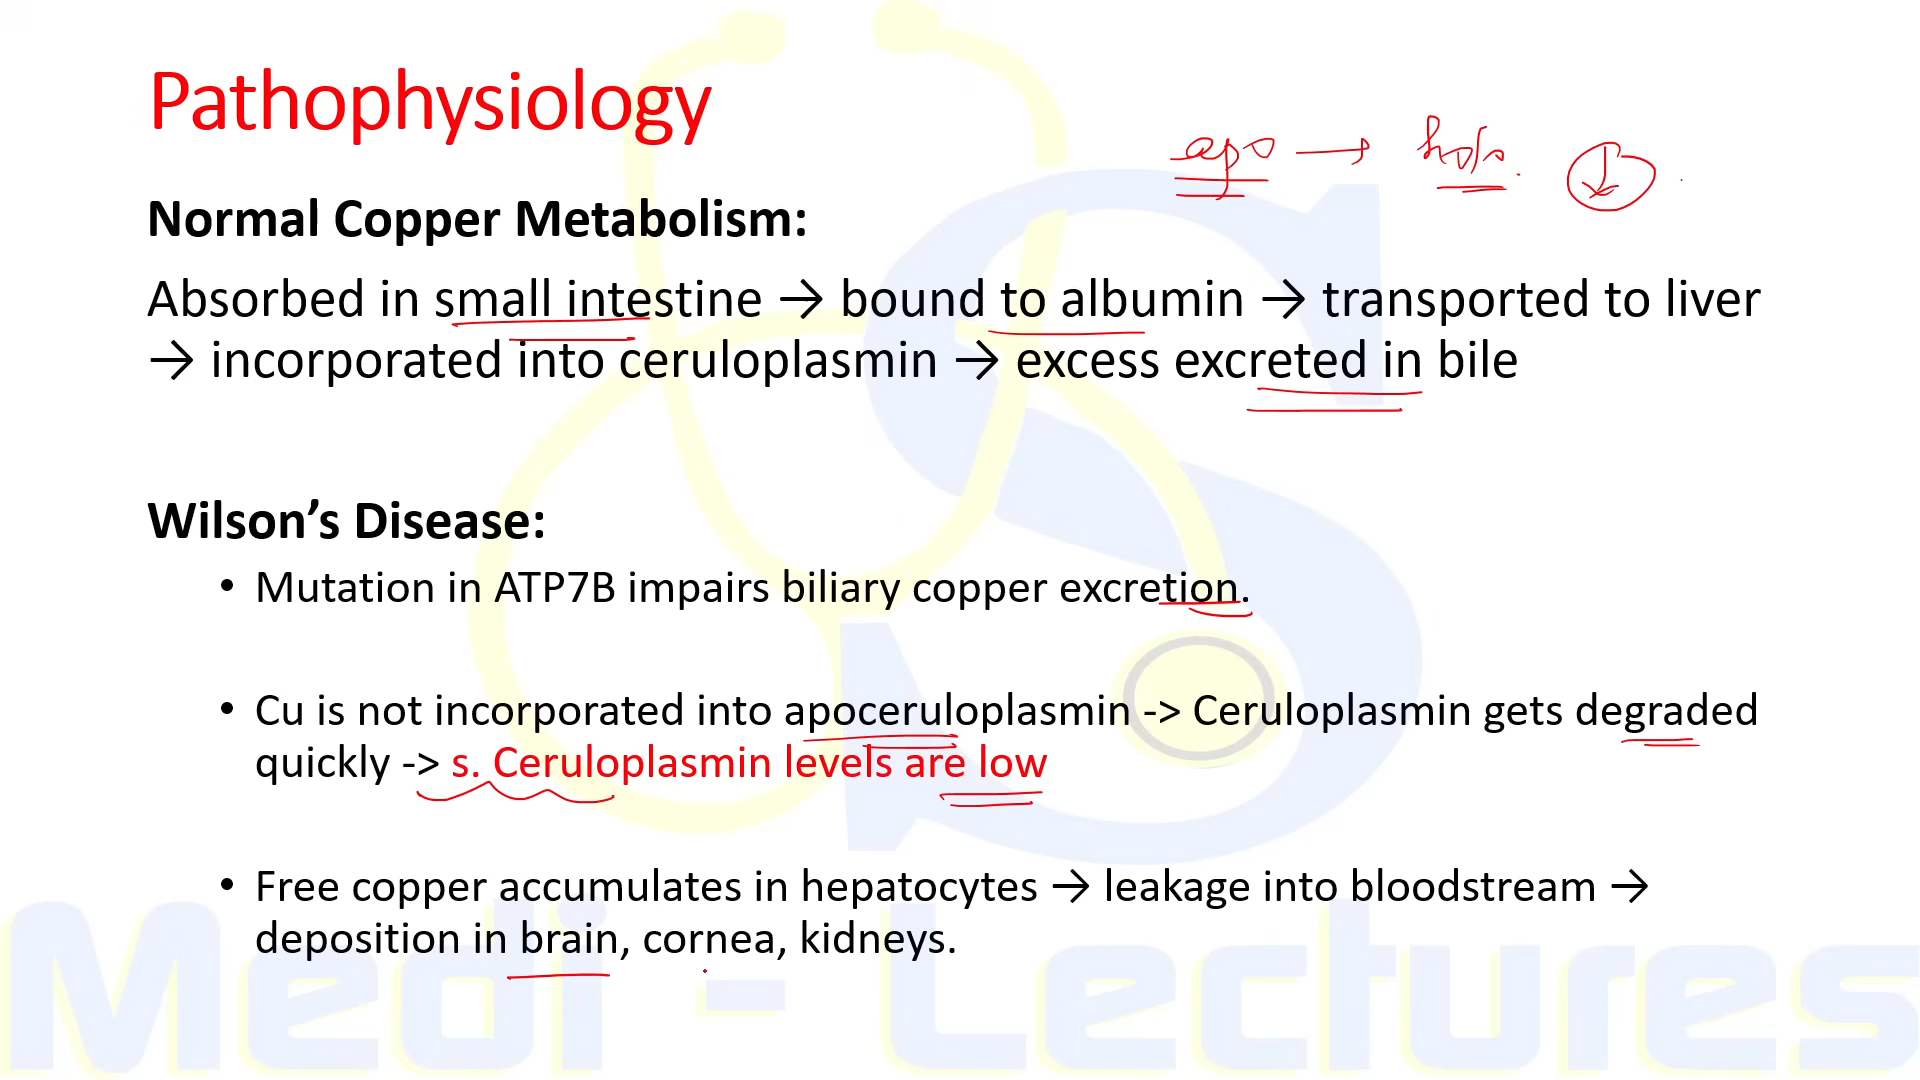 Pathophysiology
apo → holo
Normal Copper Metabolism:
Absorbed in small intestine → bound to albumin → transported to liver
→ incorporated into ceruloplasmin → excess excreted in bile
Wilson’s Disease:
• Mutation in ATP7B impairs biliary copper excretion.
• Cu is not incorporated into apoceruloplasmin -> Ceruloplasmin gets degraded
quickly -> s. Ceruloplasmin levels are low
• Free copper accumulates in hepatocytes → leakage into bloodstream →
deposition in brain, cornea, kidneys.
Medi - Lectures